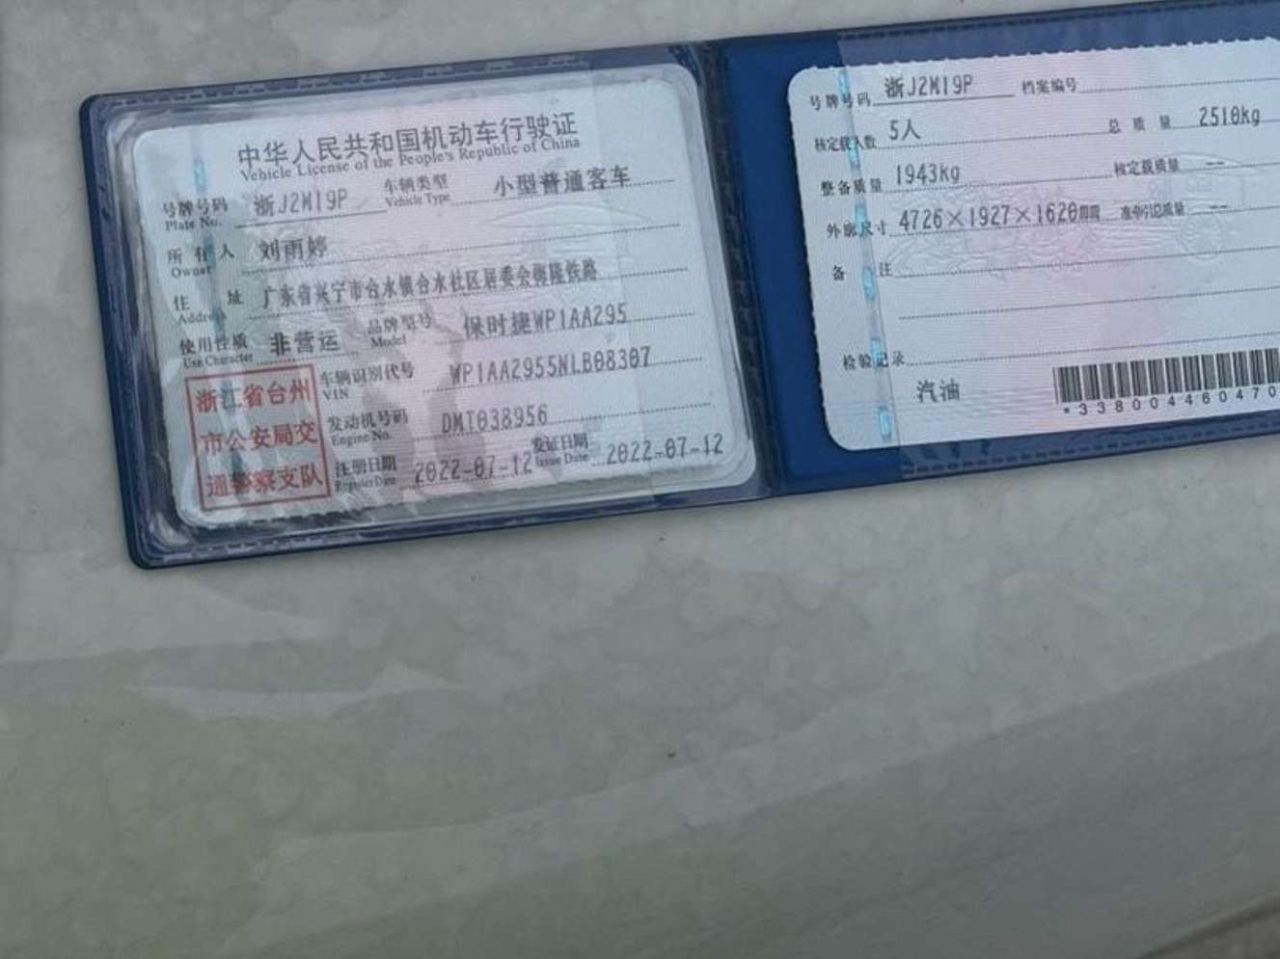 中华人民共和国机动车行驶证
Vehicle License of the People's Republic of China
号牌号码 浙J2M19P 车辆类型 小型普通客车
Plate No. Vehicle Type
所有人 刘雨婷
Owner
住址 广东省兴宁市合水镇合水社区居委会 铁路
Address
使用性质 非营运 品牌型号 保时捷WP1AA295
Use Character Model
车辆识别代号 WP1AA2955NLB08307
VIN
发动机号码 DMT038956
Engine No.
注册日期 2022-07-12 发证日期 2022-07-12
Register Date Issue Date
浙江省台州
市公安局交
通警察支队
号牌号码 浙J2M19P 档案编号
核定载人数 5人 总质量 2510kg
整备质量 1943kg 核定载质量 --
外廓尺寸 4726×1927×1620mm 准牵引总质量 --
备注
检验记录
汽油
*338004460470